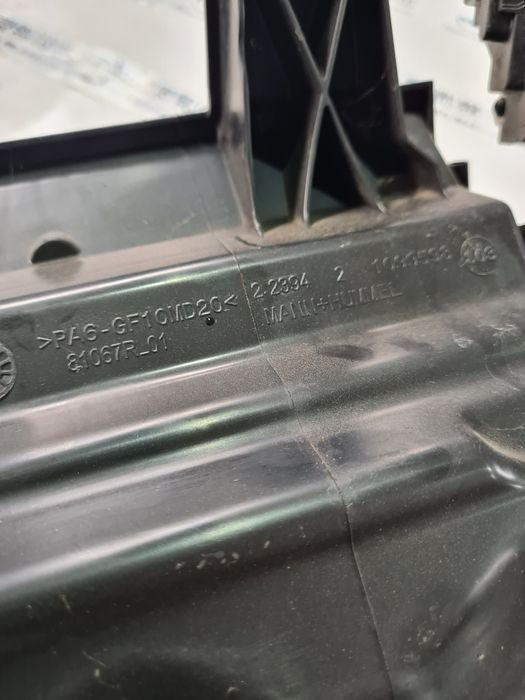 >PA6-GF10MD20<
81067R_01
2-2394 2
MANN+HUMMEL